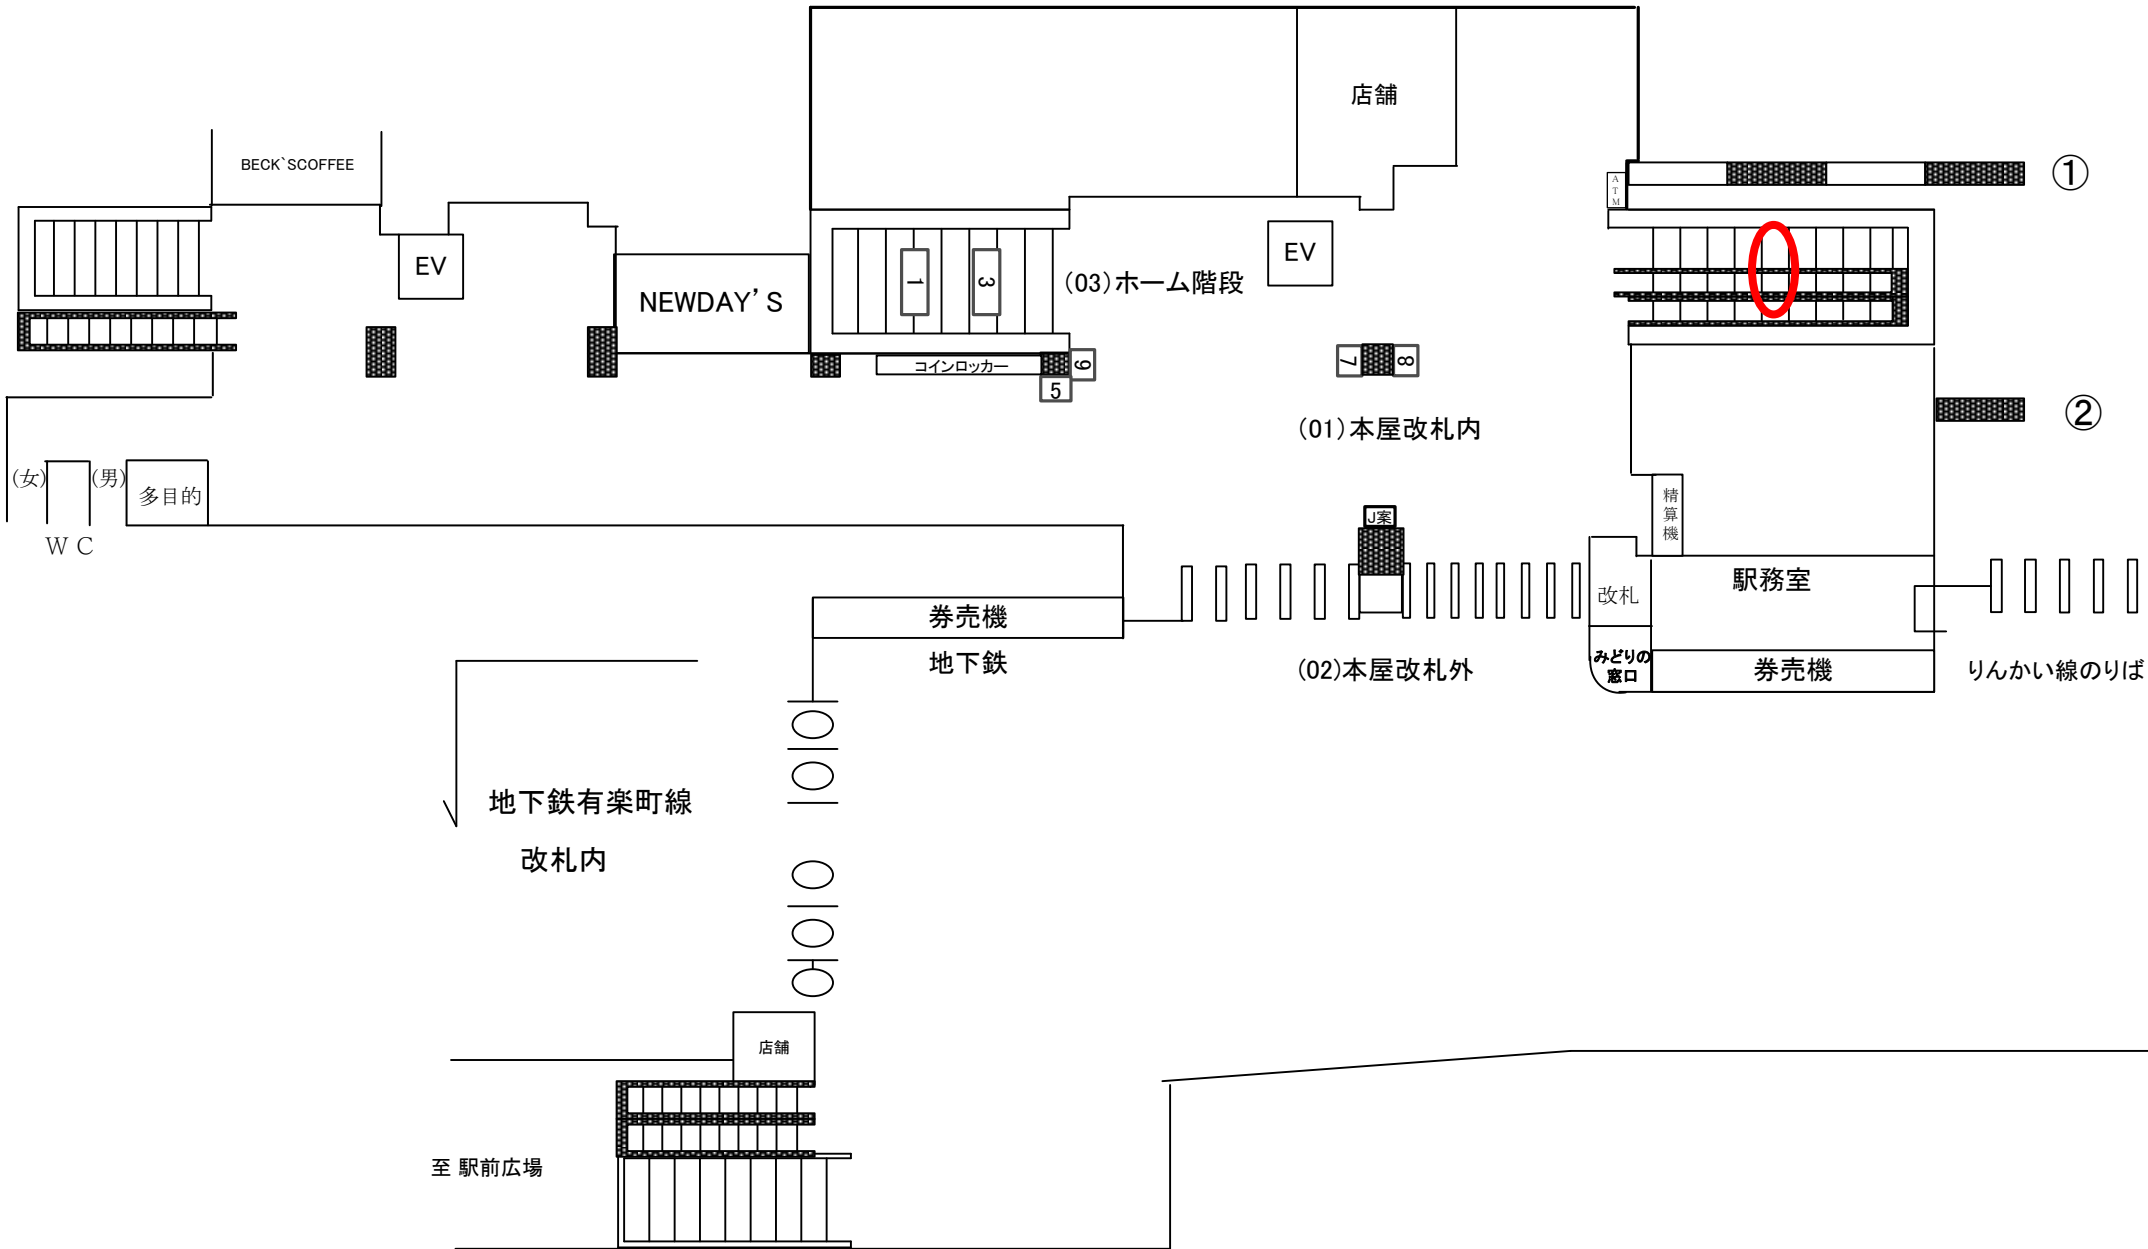 店舗
BECK`SCOFFEE
①
ATM
EV
EV
NEWDAY'S
1
3
(03)ホーム階段
コインロッカー
6
5
7
8
②
(01)本屋改札内
(女)
(男)
多目的
WC
J案
精算機
駅務室
改札
券売機
地下鉄
(02)本屋改札外
みどりの
窓口
券売機
りんかい線のりば
地下鉄有楽町線
改札内
店舗
至 駅前広場